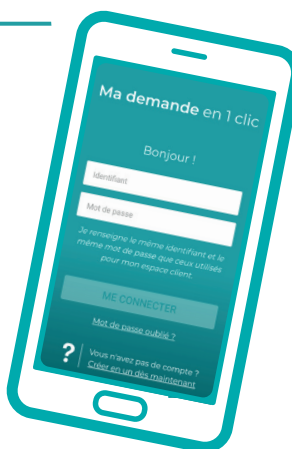 Ma demande en 1 clic
Bonjour !
Identifiant
Mot de passe
Je renseigne le même identifiant et le
même mot de passe que ceux utilisés
pour mon espace client.
ME CONNECTER
Mot de passe oublié ?
?
Vous n'avez pas de compte ?
Créer en un dès maintenant